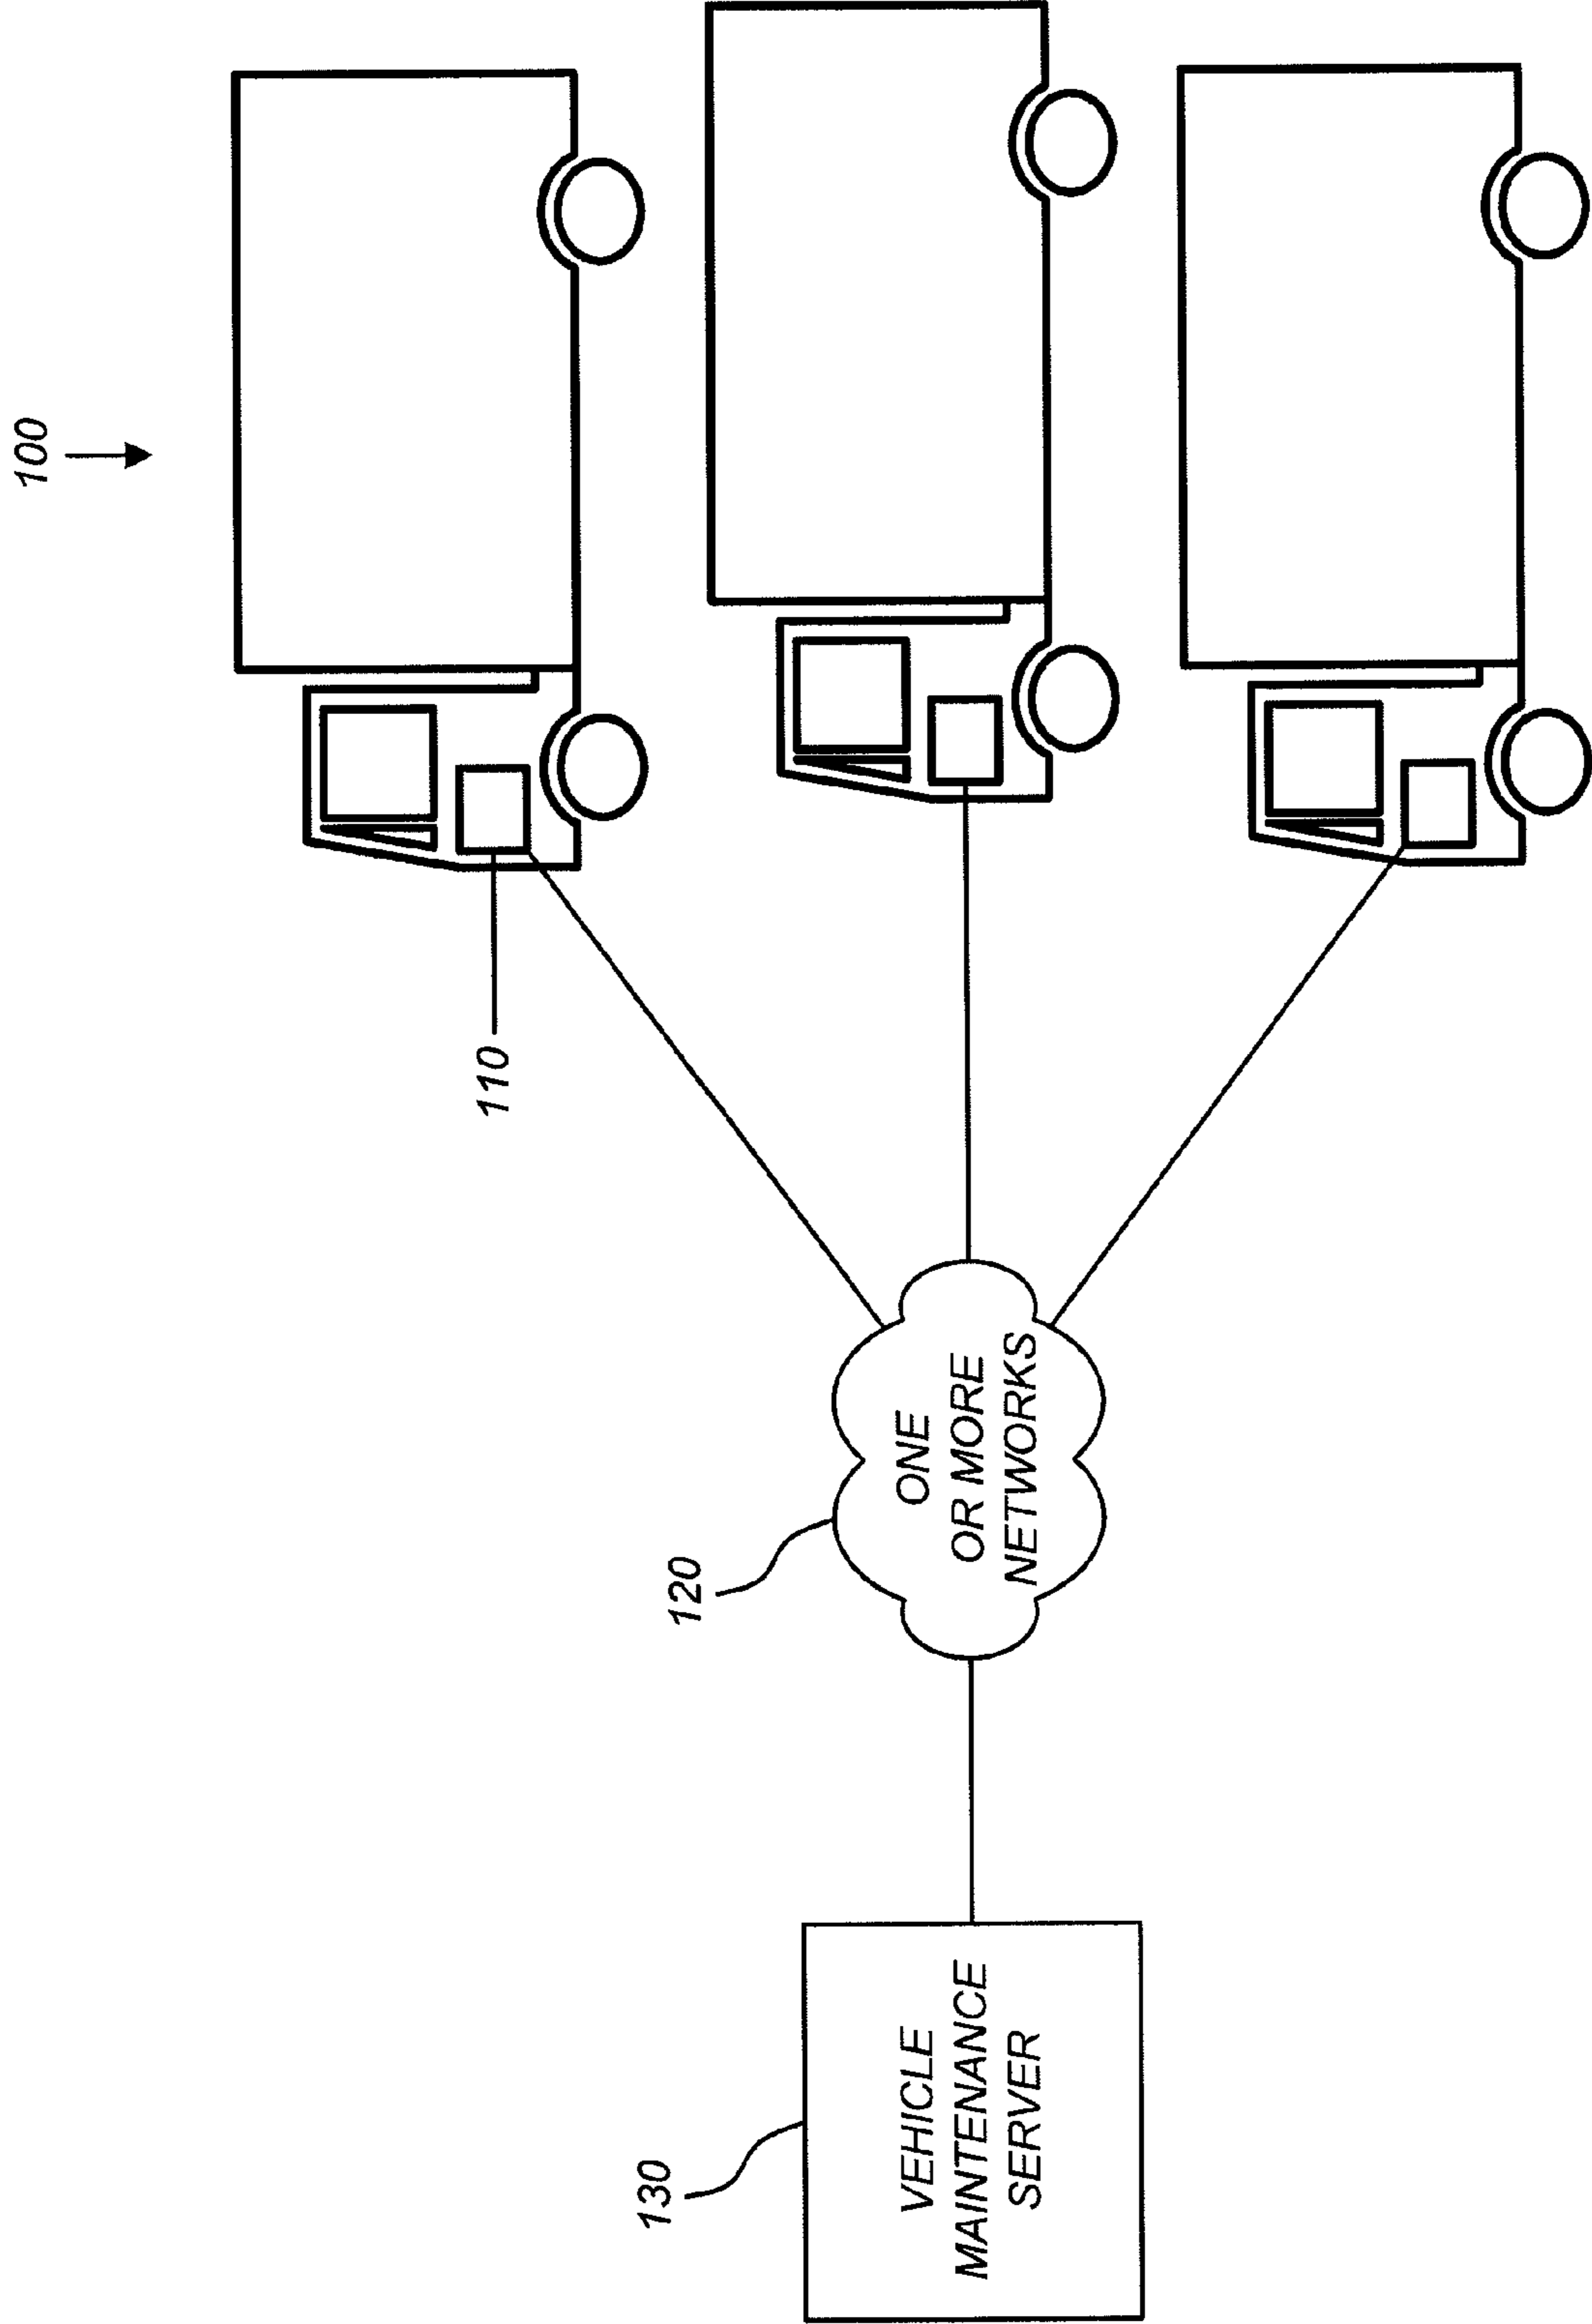 100
110
120
ONE
OR MORE
NETWORKS
130
VEHICLE
MAINTENANCE
SERVER